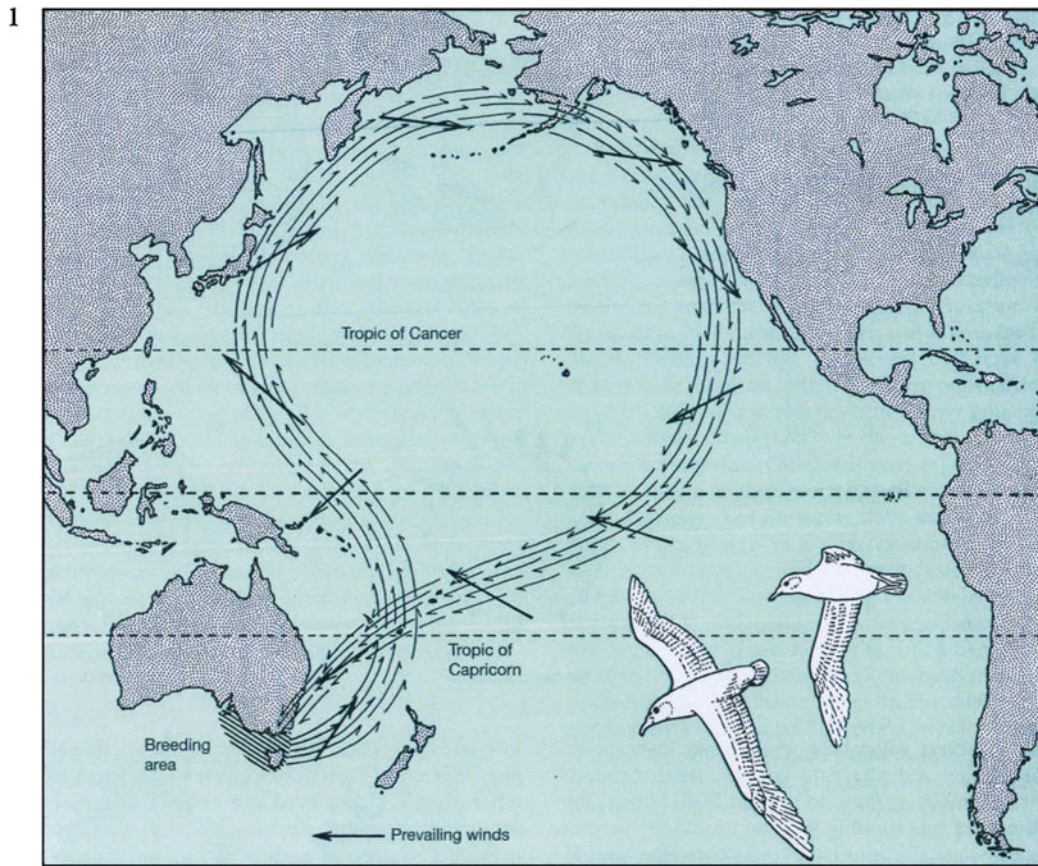 1
Tropic of Cancer
Tropic of
Capricorn
Breeding
area
Prevailing winds